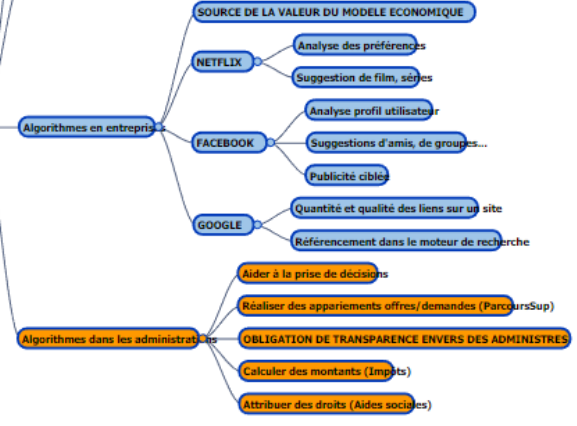 SOURCE DE LA VALEUR DU MODELE ECONOMIQUE
Analyse des préférences
NETFLIX
Suggestion de film, séries
Analyse profil utilisateur
Algorithmes en entreprises
FACEBOOK
Suggestions d'amis, de groupes...
Publicité ciblée
Quantité et qualité des liens sur un site
GOOGLE
Référencement dans le moteur de recherche
Aider à la prise de décisions
Réaliser des appariements offres/demandes (ParcoursSup)
Algorithmes dans les administrations
OBLIGATION DE TRANSPARENCE ENVERS DES ADMINISTRES
Calculer des montants (Impôts)
Attribuer des droits (Aides sociales)